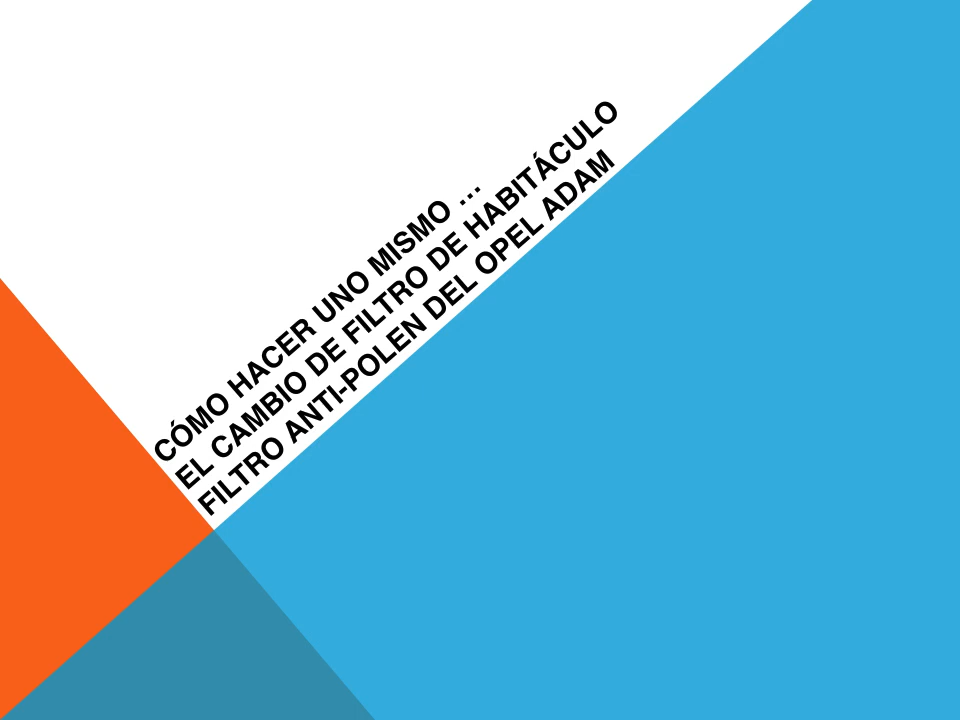 CÓMO HACER UNO MISMO ...
EL CAMBIO DE FILTRO DE HABITÁCULO
FILTRO ANTI-POLEN DEL OPEL ADAM